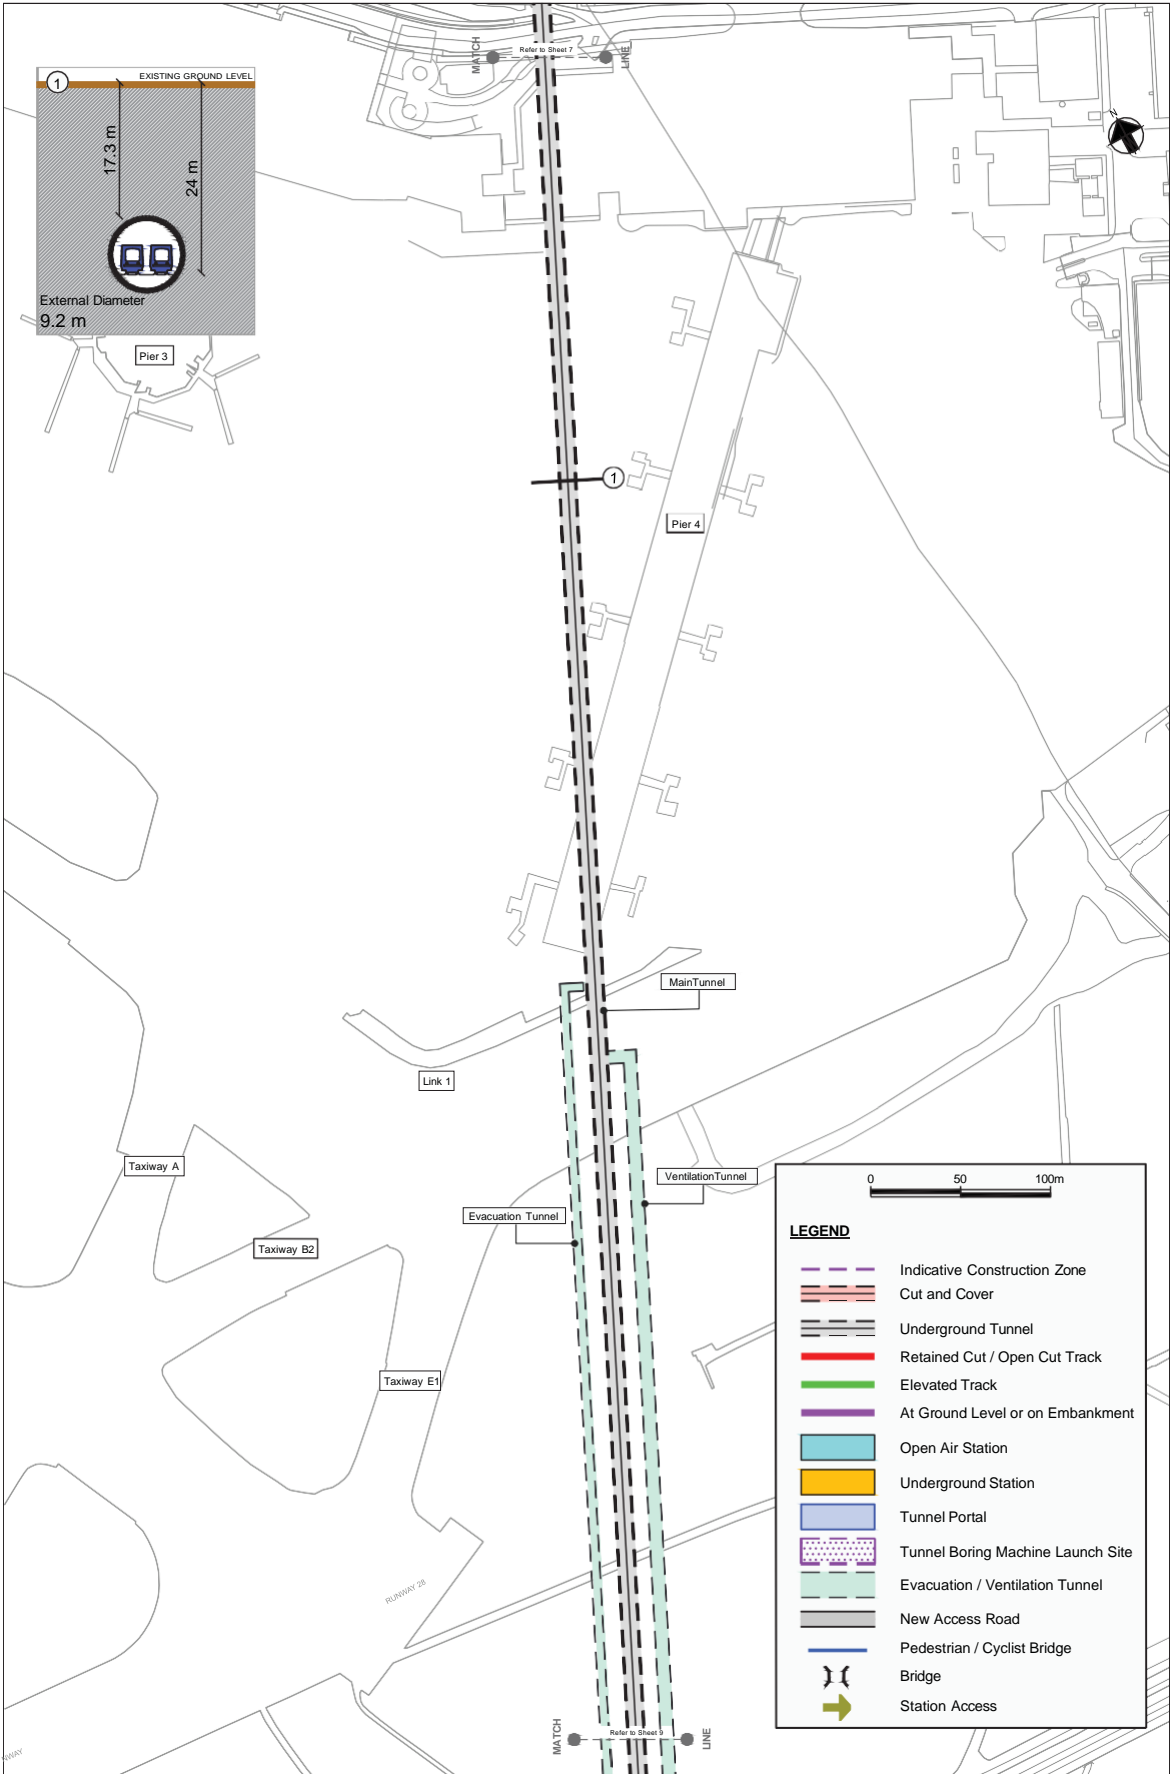 MATCH
Refer to Sheet 7
LINE
1
EXISTING GROUND LEVEL
17.3 m
24 m
External Diameter
9.2 m
N
Pier 3
1
Pier 4
MainTunnel
Link 1
Taxiway A
VentilationTunnel
Evacuation Tunnel
Taxiway B2
Taxiway E1
RUNWAY 28
0 50 100m
LEGEND
Indicative Construction Zone
Cut and Cover
Underground Tunnel
Retained Cut / Open Cut Track
Elevated Track
At Ground Level or on Embankment
Open Air Station
Underground Station
Tunnel Portal
Tunnel Boring Machine Launch Site
Evacuation / Ventilation Tunnel
New Access Road
Pedestrian / Cyclist Bridge
Bridge
Station Access
MATCH
Refer to Sheet 9
LINE